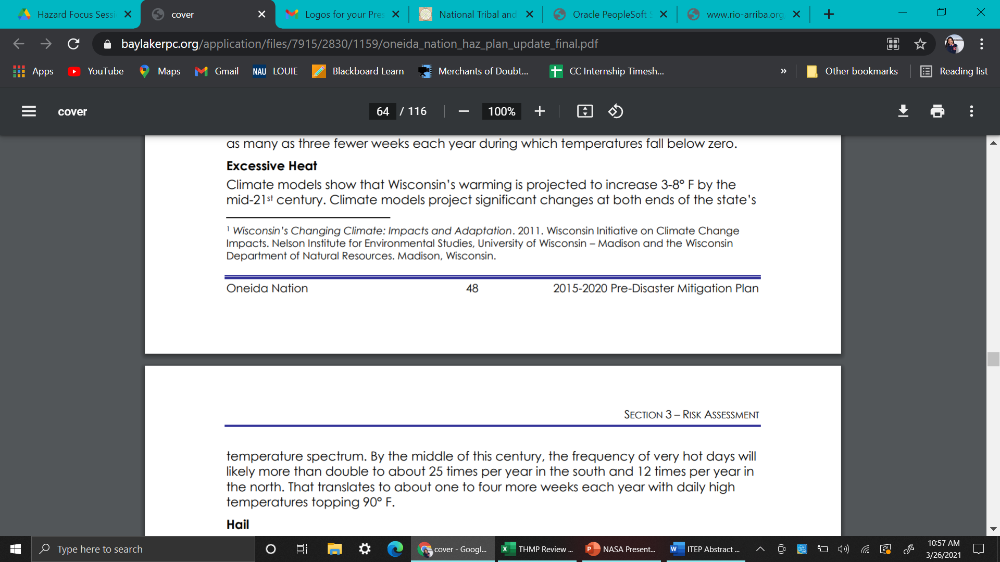 Hazard Focus Sessi
cover
Logos for your Pres
National Tribal and
Oracle PeopleSoft S
www.rio-arriba.org
baylakerpc.org/application/files/7915/2830/1159/oneida_nation_haz_plan_update_final.pdf
Apps
YouTube
Maps
Gmail
NAU LOUIE
Blackboard Learn
Merchants of Doubt...
CC Internship Timesh...
»
Other bookmarks
Reading list
cover
64 / 116
100%
as many as three fewer weeks each year during which temperatures fall below zero.
Excessive Heat
Climate models show that Wisconsin's warming is projected to increase 3-8° F by the
mid-21st century. Climate models project significant changes at both ends of the state's
1 Wisconsin's Changing Climate: Impacts and Adaptation. 2011. Wisconsin Initiative on Climate Change
Impacts. Nelson Institute for Environmental Studies, University of Wisconsin – Madison and the Wisconsin
Department of Natural Resources. Madison, Wisconsin.
Oneida Nation 48 2015-2020 Pre-Disaster Mitigation Plan
SECTION 3 – RISK ASSESSMENT
temperature spectrum. By the middle of this century, the frequency of very hot days will
likely more than double to about 25 times per year in the south and 12 times per year in
the north. That translates to about one to four more weeks each year with daily high
temperatures topping 90° F.
Hail
Type here to search
cover - Googl...
THMP Review ...
NASA Present...
ITEP Abstract ...
10:57 AM
3/26/2021